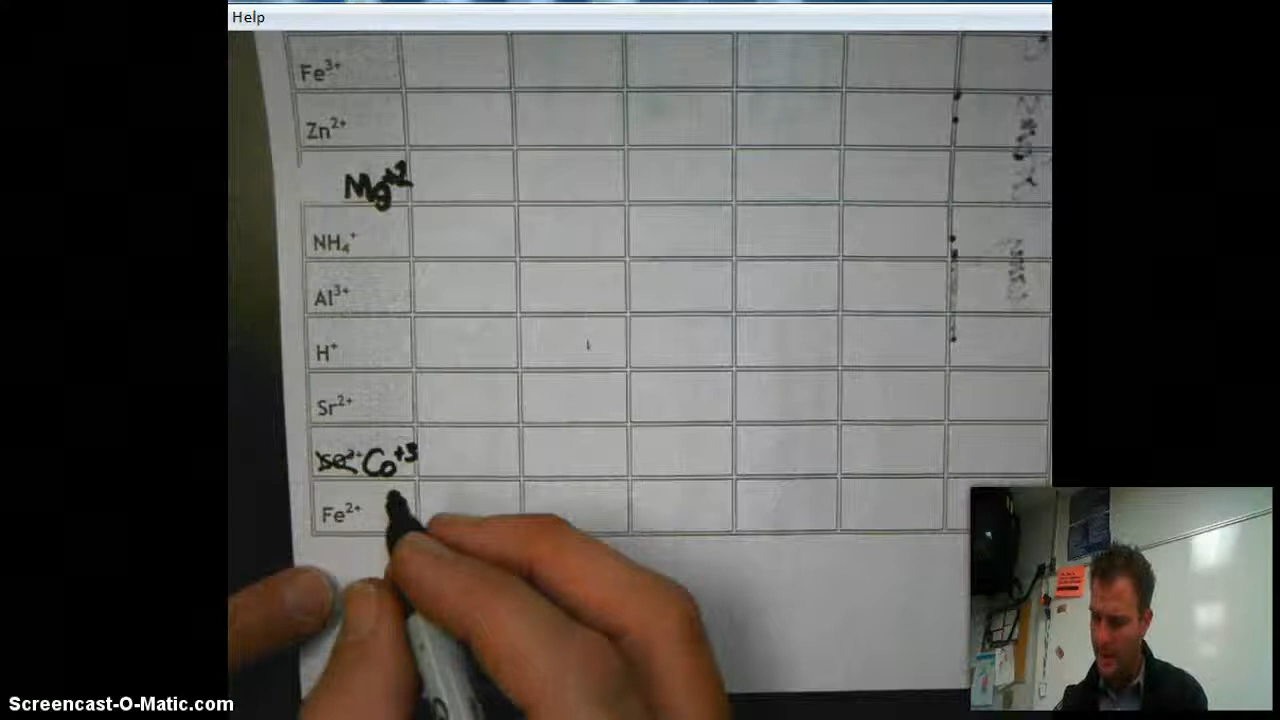 Help
Fe³⁺
Zn²⁺
Mg⁺²
NH₄⁺
Al³⁺
H⁺
Sr²⁺
Co⁺³
Fe²⁺
Screencast-O-Matic.com